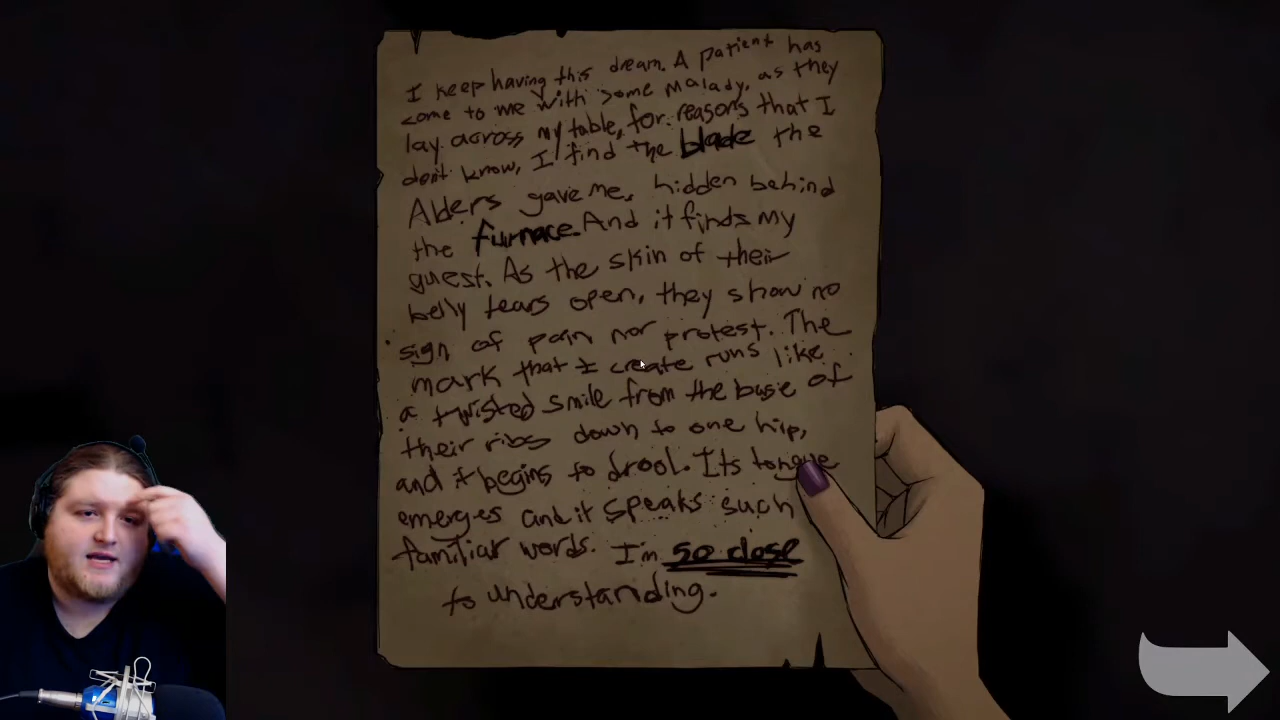 I keep having this dream. A patient has
come to me with some malady, as they
lay across my table, for reasons that I
don't know, I find the blade the
Alders gave me, hidden behind
the furnace. And it finds my
guest. As the skin of their
belly tears open, they show no
sign of pain nor protest. The
mark that I create runs like
a twisted smile from the base of
their ribs down to one hip,
and it begins to drool. Its tongue
emerges and it speaks such
familiar words. I'm so close
to understanding.